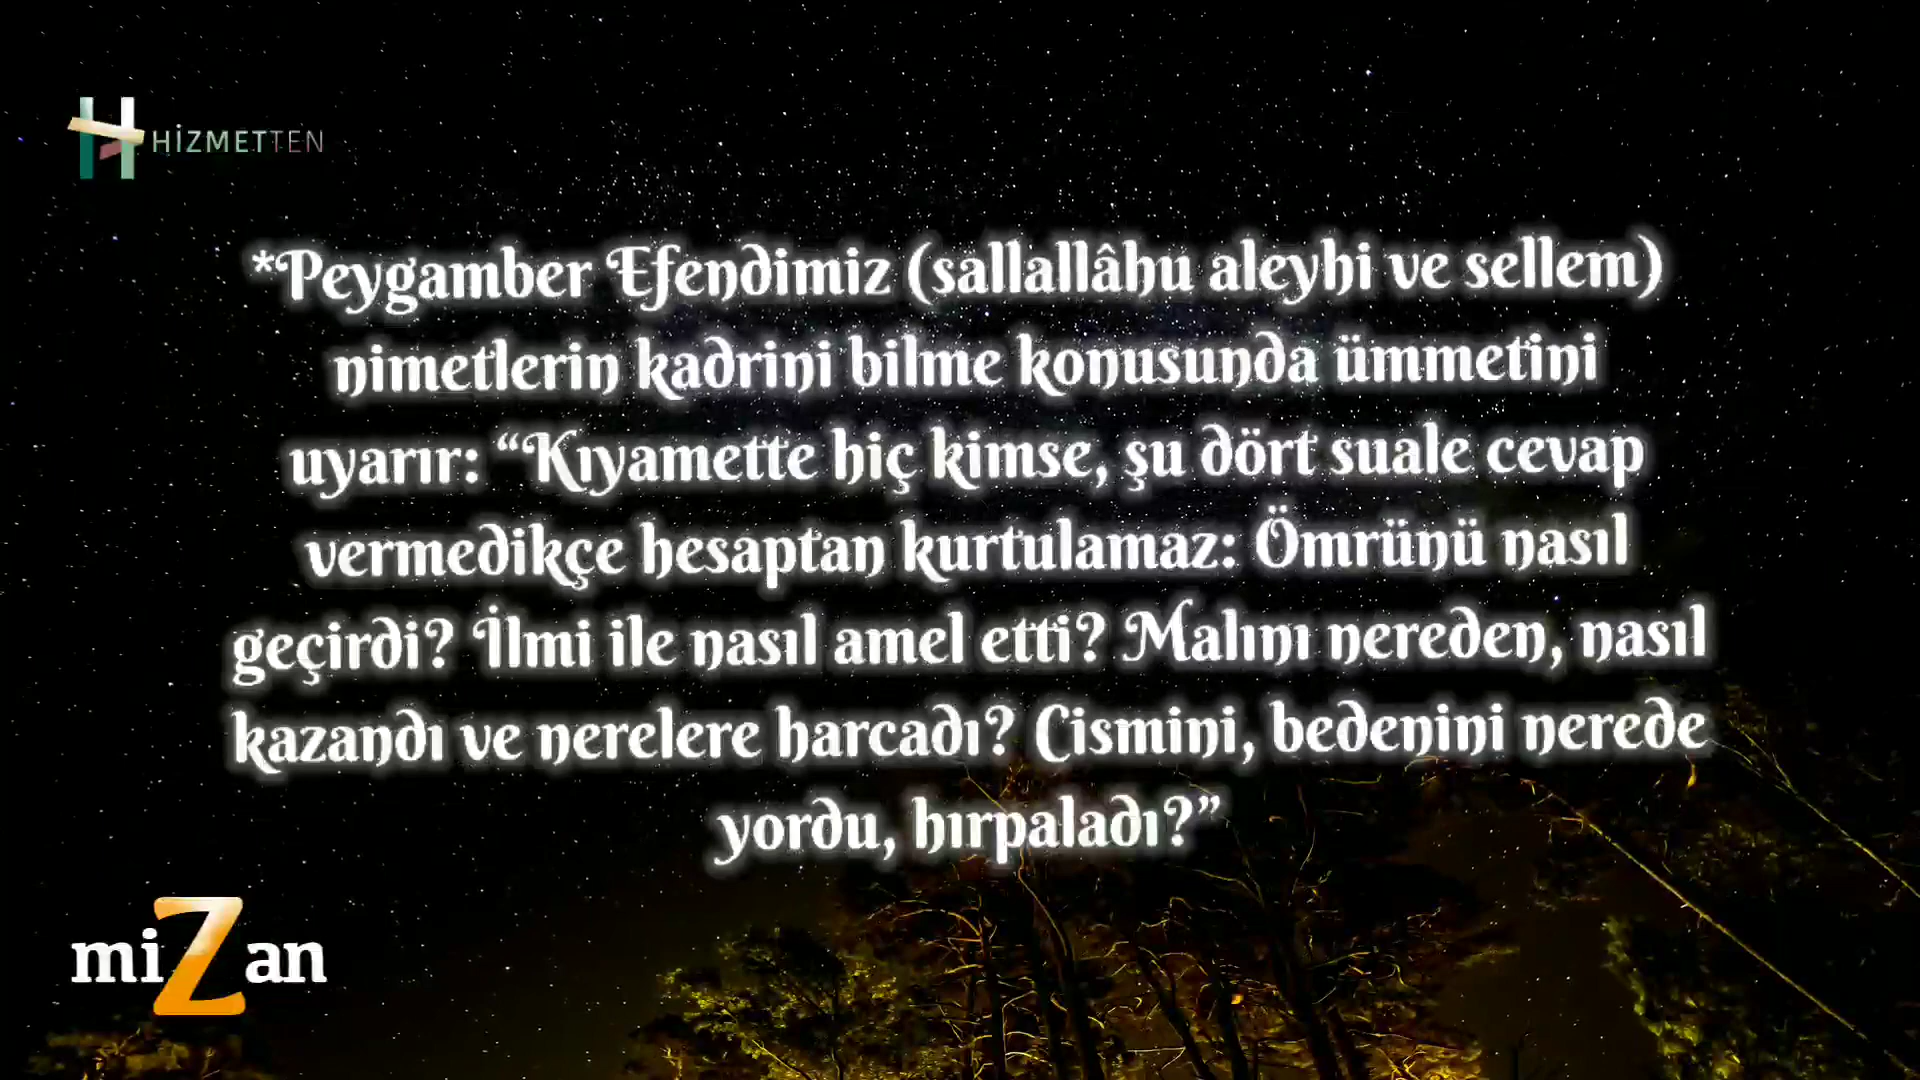 HİZMETTEN
*Peygamber Efendimiz (sallallâhu aleyhi ve sellem)
nimetlerin kadrini bilme konusunda ümmetini
uyarır: “Kıyamette hiç kimse, şu dört suale cevap
vermedikçe hesaptan kurtulamaz: Ömrünü nasıl
geçirdi? İlmi ile nasıl amel etti? Malını nereden, nasıl
kazandı ve nerelere harcadı? Cismini, bedenini nerede
yordu, hırpaladı?”
miZan